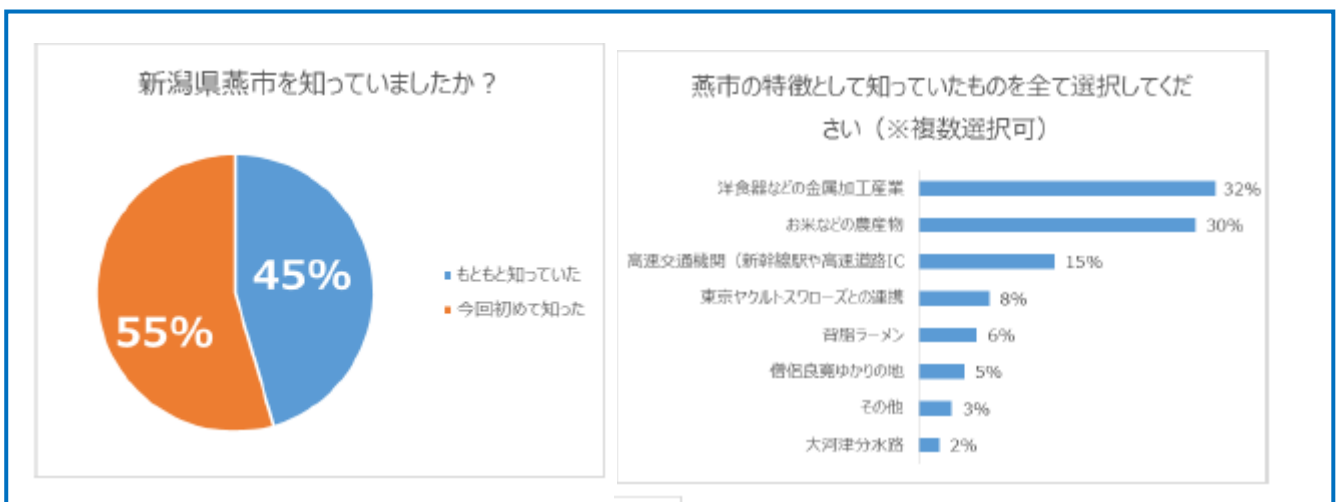 新潟県燕市を知っていましたか？
45%
55%
もともと知っていた
今回初めて知った
燕市の特徴として知っていたものを全て選択してくだ
さい（※複数選択可）
洋食器などの金属加工産業 32%
お米などの農産物 30%
高速交通機関（新幹線駅や高速道路IC 15%
東京ヤクルトスワローズとの連携 8%
背脂ラーメン 6%
僧侶良寛ゆかりの地 5%
その他 3%
大河津分水路 2%